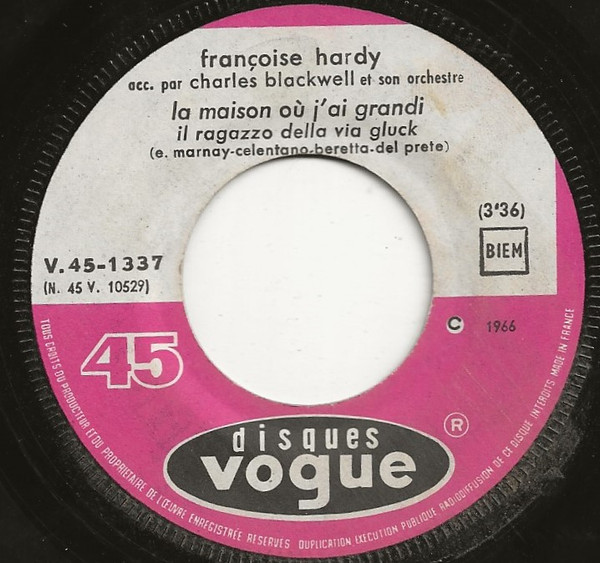 françoise hardy
acc. par charles blackwell et son orchestre
la maison où j'ai grandi
il ragazzo della via gluck
(e. marnay-celentano-beretta-del prete)
(3'36)
BIEM
V.45-1337
(N. 45 V. 10529)
C 1966
45
R
disques
vogue
TOUS DROITS DU PRODUCTEUR ET DU PROPRIETAIRE DE L'ŒUVRE ENREGISTRÉE RESERVES DUPLICATION EXÉCUTION PUBLIQUE RADIODIFFUSION DE CE DISQUE INTERDITS MADE IN FRANCE